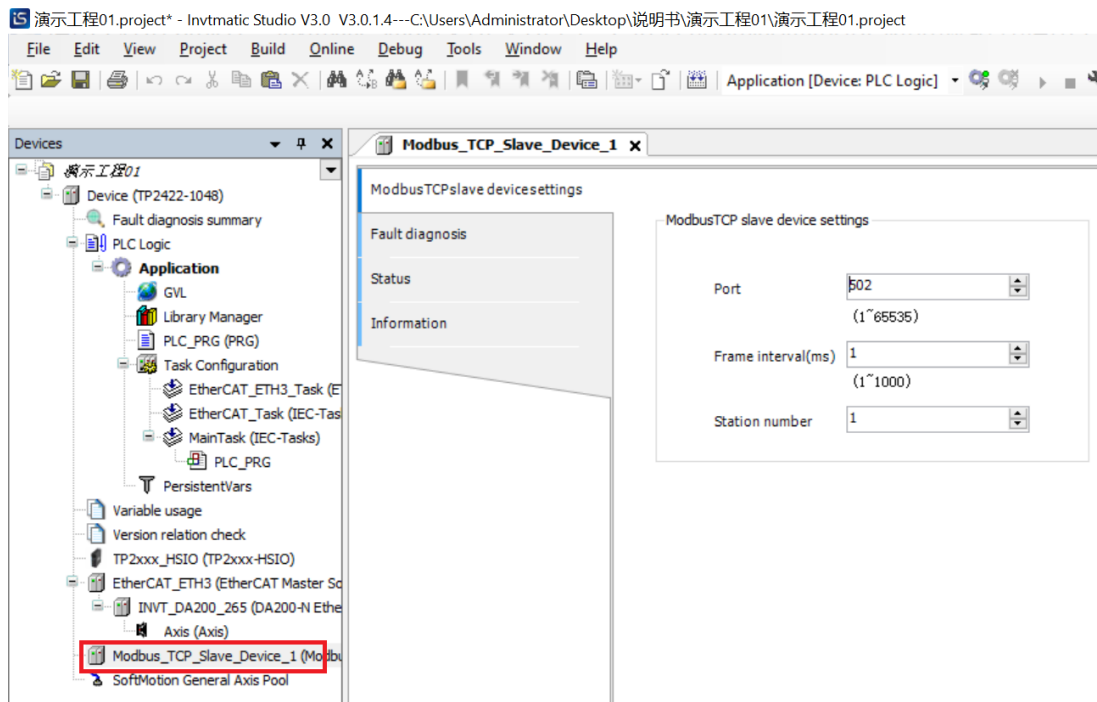 iS 演示工程01.project* - Invtmatic Studio V3.0 V3.0.1.4---C:\Users\Administrator\Desktop\说明书\演示工程01\演示工程01.project
File Edit View Project Build Online Debug Tools Window Help
Application [Device: PLC Logic]
Devices
演示工程01
Device (TP2422-1048)
Fault diagnosis summary
PLC Logic
Application
GVL
Library Manager
PLC_PRG (PRG)
Task Configuration
EtherCAT_ETH3_Task (E
EtherCAT_Task (IEC-Tas
MainTask (IEC-Tasks)
PLC_PRG
PersistentVars
Variable usage
Version relation check
TP2xxx_HSIO (TP2xxx-HSIO)
EtherCAT_ETH3 (EtherCAT Master So
INVT_DA200_265 (DA200-N Ethe
Axis (Axis)
Modbus_TCP_Slave_Device_1 (Modbu
SoftMotion General Axis Pool
Modbus_TCP_Slave_Device_1
ModbusTCPslave devicesettings
Fault diagnosis
Status
Information
ModbusTCP slave device settings
Port 502
(1~65535)
Frame interval(ms) 1
(1~1000)
Station number 1